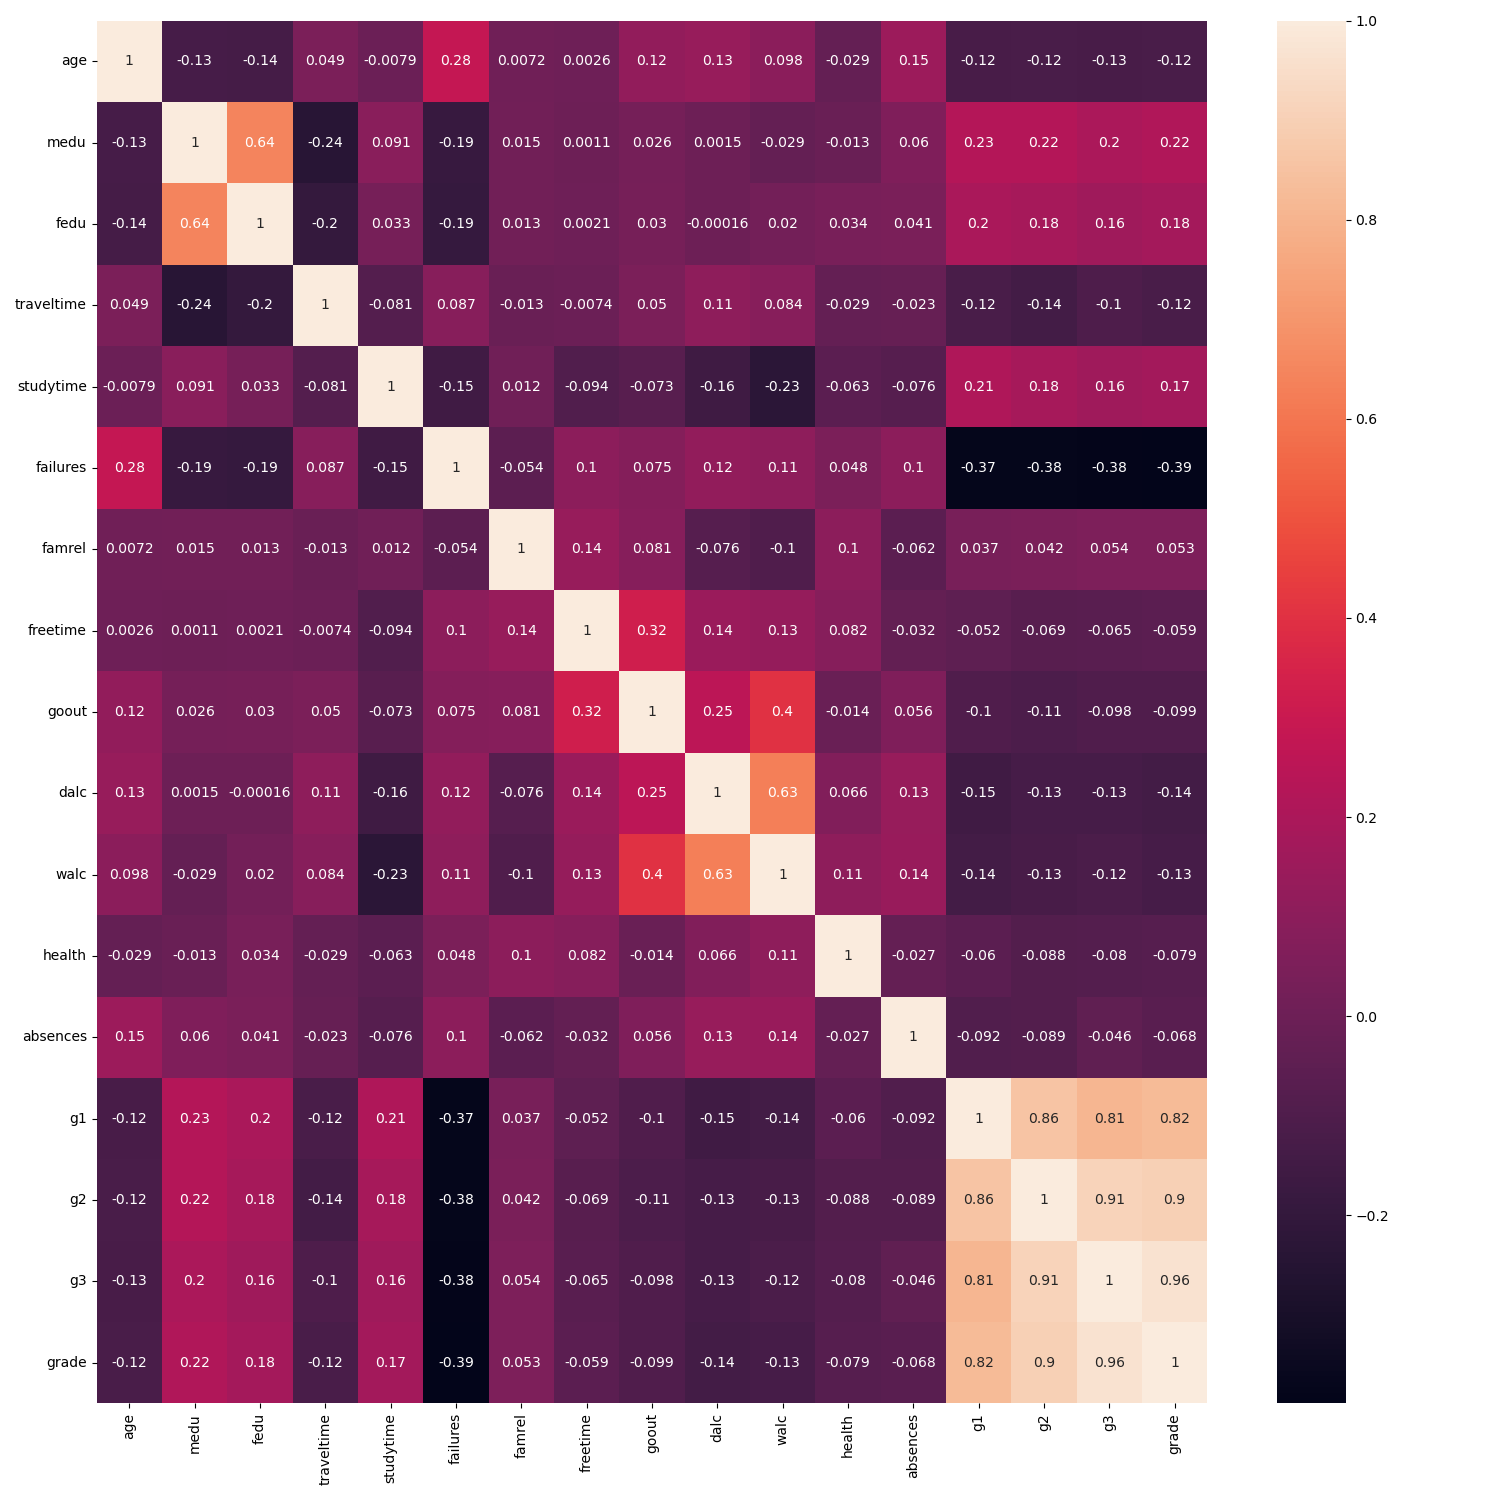 age 1 -0.13 -0.14 0.049 -0.0079 0.28 0.0072 0.0026 0.12 0.13 0.098 -0.029 0.15 -0.12 -0.12 -0.13 -0.12
medu -0.13 1 0.64 -0.24 0.091 -0.19 0.015 0.0011 0.026 0.0015 -0.029 -0.013 0.06 0.23 0.22 0.2 0.22
fedu -0.14 0.64 1 -0.2 0.033 -0.19 0.013 0.0021 0.03 -0.00016 0.02 0.034 0.041 0.2 0.18 0.16 0.18
traveltime 0.049 -0.24 -0.2 1 -0.081 0.087 -0.013 -0.0074 0.05 0.11 0.084 -0.029 -0.023 -0.12 -0.14 -0.1 -0.12
studytime -0.0079 0.091 0.033 -0.081 1 -0.15 0.012 -0.094 -0.073 -0.16 -0.23 -0.063 -0.076 0.21 0.18 0.16 0.17
failures 0.28 -0.19 -0.19 0.087 -0.15 1 -0.054 0.1 0.075 0.12 0.11 0.048 0.1 -0.37 -0.38 -0.38 -0.39
famrel 0.0072 0.015 0.013 -0.013 0.012 -0.054 1 0.14 0.081 -0.076 -0.1 0.1 -0.062 0.037 0.042 0.054 0.053
freetime 0.0026 0.0011 0.0021 -0.0074 -0.094 0.1 0.14 1 0.32 0.14 0.13 0.082 -0.032 -0.052 -0.069 -0.065 -0.059
goout 0.12 0.026 0.03 0.05 -0.073 0.075 0.081 0.32 1 0.25 0.4 -0.014 0.056 -0.1 -0.11 -0.098 -0.099
dalc 0.13 0.0015 -0.00016 0.11 -0.16 0.12 -0.076 0.14 0.25 1 0.63 0.066 0.13 -0.15 -0.13 -0.13 -0.14
walc 0.098 -0.029 0.02 0.084 -0.23 0.11 -0.1 0.13 0.4 0.63 1 0.11 0.14 -0.14 -0.13 -0.12 -0.13
health -0.029 -0.013 0.034 -0.029 -0.063 0.048 0.1 0.082 -0.014 0.066 0.11 1 -0.027 -0.06 -0.088 -0.08 -0.079
absences 0.15 0.06 0.041 -0.023 -0.076 0.1 -0.062 -0.032 0.056 0.13 0.14 -0.027 1 -0.092 -0.089 -0.046 -0.068
g1 -0.12 0.23 0.2 -0.12 0.21 -0.37 0.037 -0.052 -0.1 -0.15 -0.14 -0.06 -0.092 1 0.86 0.81 0.82
g2 -0.12 0.22 0.18 -0.14 0.18 -0.38 0.042 -0.069 -0.11 -0.13 -0.13 -0.088 -0.089 0.86 1 0.91 0.9
g3 -0.13 0.2 0.16 -0.1 0.16 -0.38 0.054 -0.065 -0.098 -0.13 -0.12 -0.08 -0.046 0.81 0.91 1 0.96
grade -0.12 0.22 0.18 -0.12 0.17 -0.39 0.053 -0.059 -0.099 -0.14 -0.13 -0.079 -0.068 0.82 0.9 0.96 1
age medu fedu traveltime studytime failures famrel freetime goout dalc walc health absences g1 g2 g3 grade
1.0
0.8
0.6
0.4
0.2
0.0
−0.2